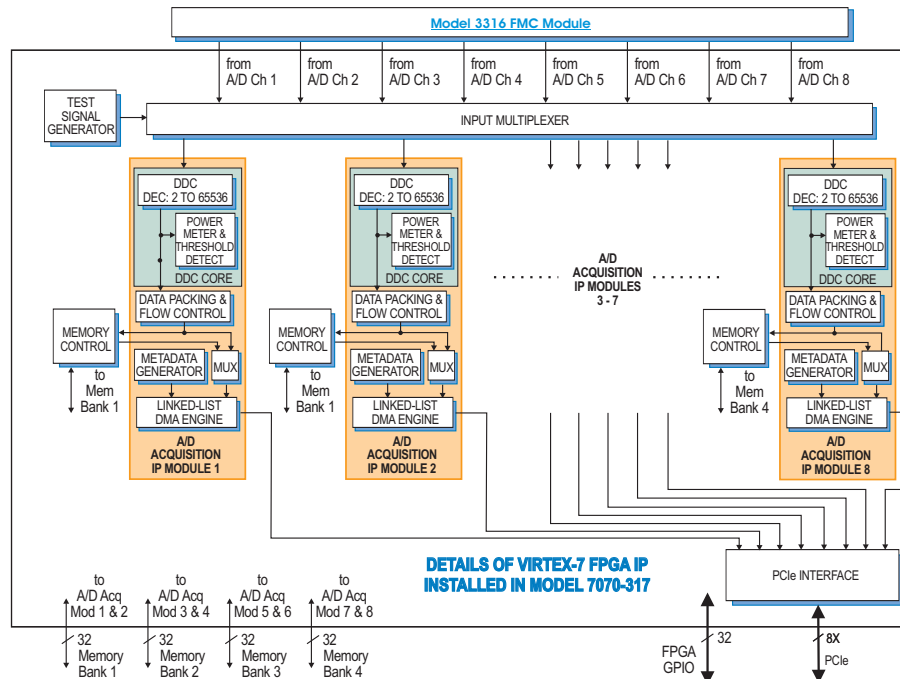 Model 3316 FMC Module
from
A/D Ch 1
from
A/D Ch 2
from
A/D Ch 3
from
A/D Ch 4
from
A/D Ch 5
from
A/D Ch 6
from
A/D Ch 7
from
A/D Ch 8
TEST
SIGNAL
GENERATOR
INPUT MULTIPLEXER
DDC
DEC: 2 TO 65536
POWER
METER &
THRESHOLD
DETECT
DDC CORE
DATA PACKING &
FLOW CONTROL
MEMORY
CONTROL
METADATA
GENERATOR
MUX
to
Mem
Bank 1
LINKED-LIST
DMA ENGINE
A/D
ACQUISITION
IP MODULE 1
DDC
DEC: 2 TO 65536
POWER
METER &
THRESHOLD
DETECT
DDC CORE
DATA PACKING &
FLOW CONTROL
MEMORY
CONTROL
METADATA
GENERATOR
MUX
to
Mem
Bank 1
LINKED-LIST
DMA ENGINE
A/D
ACQUISITION
IP MODULE 2
A/D
ACQUISITION
IP MODULES
3 - 7
DDC
DEC: 2 TO 65536
POWER
METER &
THRESHOLD
DETECT
DDC CORE
DATA PACKING &
FLOW CONTROL
MEMORY
CONTROL
METADATA
GENERATOR
MUX
to
Mem
Bank 4
LINKED-LIST
DMA ENGINE
A/D
ACQUISITION
IP MODULE 8
DETAILS OF VIRTEX-7 FPGA IP
INSTALLED IN MODEL 7070-317
PCIe INTERFACE
to
A/D Acq
Mod 1 & 2
to
A/D Acq
Mod 3 & 4
to
A/D Acq
Mod 5 & 6
to
A/D Acq
Mod 7 & 8
32
Memory
Bank 1
32
Memory
Bank 2
32
Memory
Bank 3
32
Memory
Bank 4
32
FPGA
GPIO
8X
PCIe